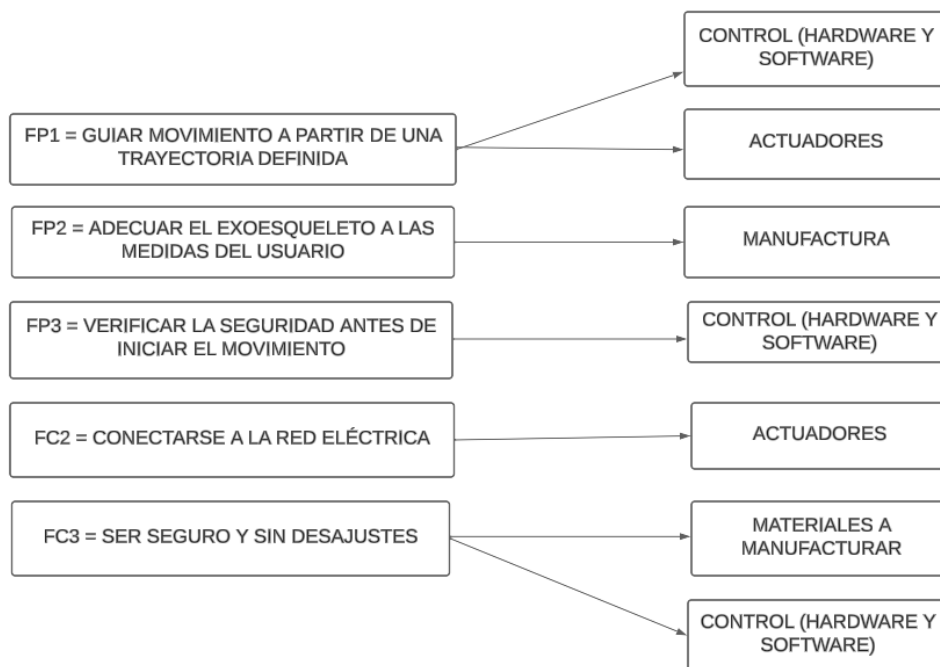 CONTROL (HARDWARE Y
SOFTWARE)
FP1 = GUIAR MOVIMIENTO A PARTIR DE UNA
TRAYECTORIA DEFINIDA
ACTUADORES
FP2 = ADECUAR EL EXOESQUELETO A LAS
MEDIDAS DEL USUARIO
MANUFACTURA
FP3 = VERIFICAR LA SEGURIDAD ANTES DE
INICIAR EL MOVIMIENTO
CONTROL (HARDWARE Y
SOFTWARE)
FC2 = CONECTARSE A LA RED ELÉCTRICA
ACTUADORES
FC3 = SER SEGURO Y SIN DESAJUSTES
MATERIALES A
MANUFACTURAR
CONTROL (HARDWARE Y
SOFTWARE)